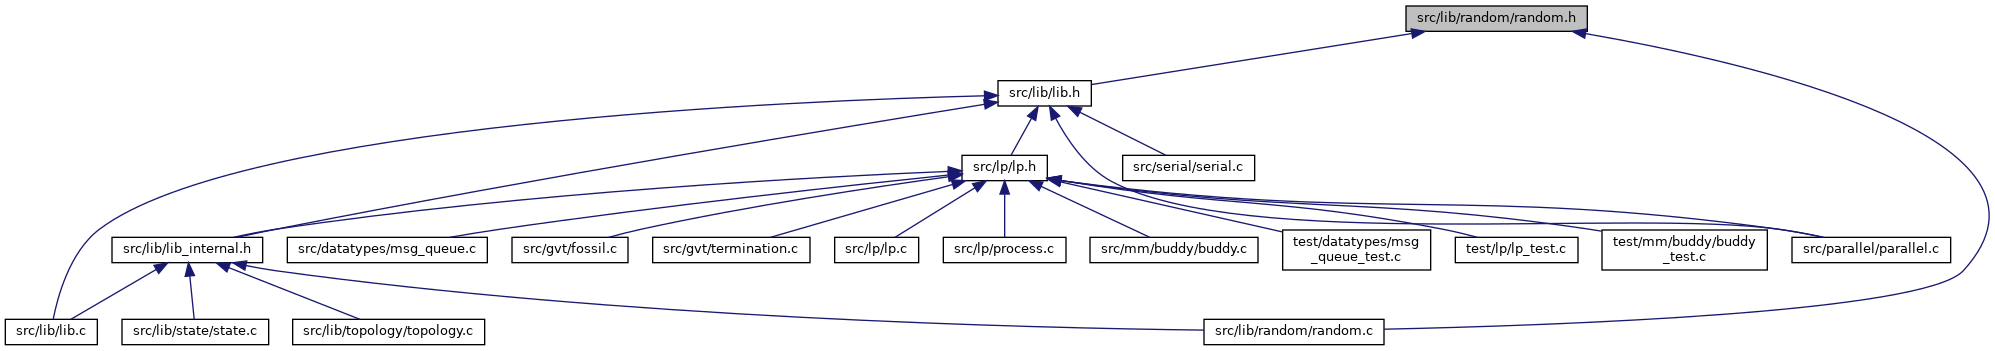 src/lib/random/random.h
src/lib/lib.h
src/lp/lp.h
src/serial/serial.c
src/lib/lib_internal.h
src/datatypes/msg_queue.c
src/gvt/fossil.c
src/gvt/termination.c
src/lp/lp.c
src/lp/process.c
src/mm/buddy/buddy.c
test/datatypes/msg
_queue_test.c
test/lp/lp_test.c
test/mm/buddy/buddy
_test.c
src/parallel/parallel.c
src/lib/lib.c
src/lib/state/state.c
src/lib/topology/topology.c
src/lib/random/random.c